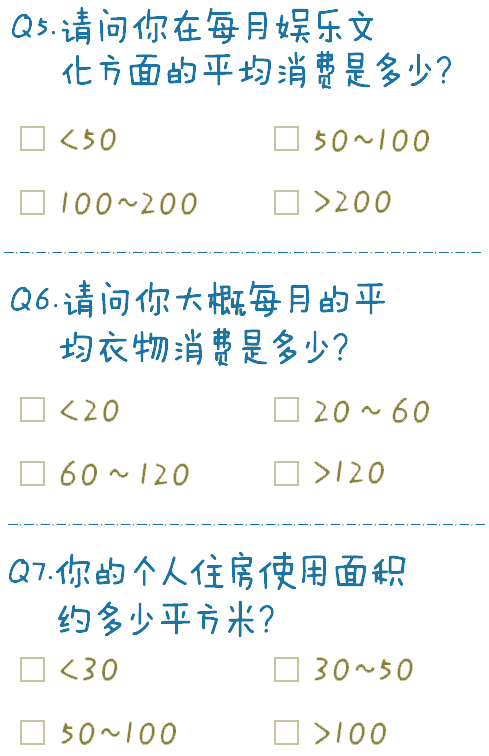 Q5.请问你在每月娱乐文
化方面的平均消费是多少?
<50
50~100
100~200
>200
Q6.请问你大概每月的平
均衣物消费是多少?
<20
20~60
60~120
>120
Q7.你的个人住房使用面积
约多少平方米?
<30
30~50
50~100
>100